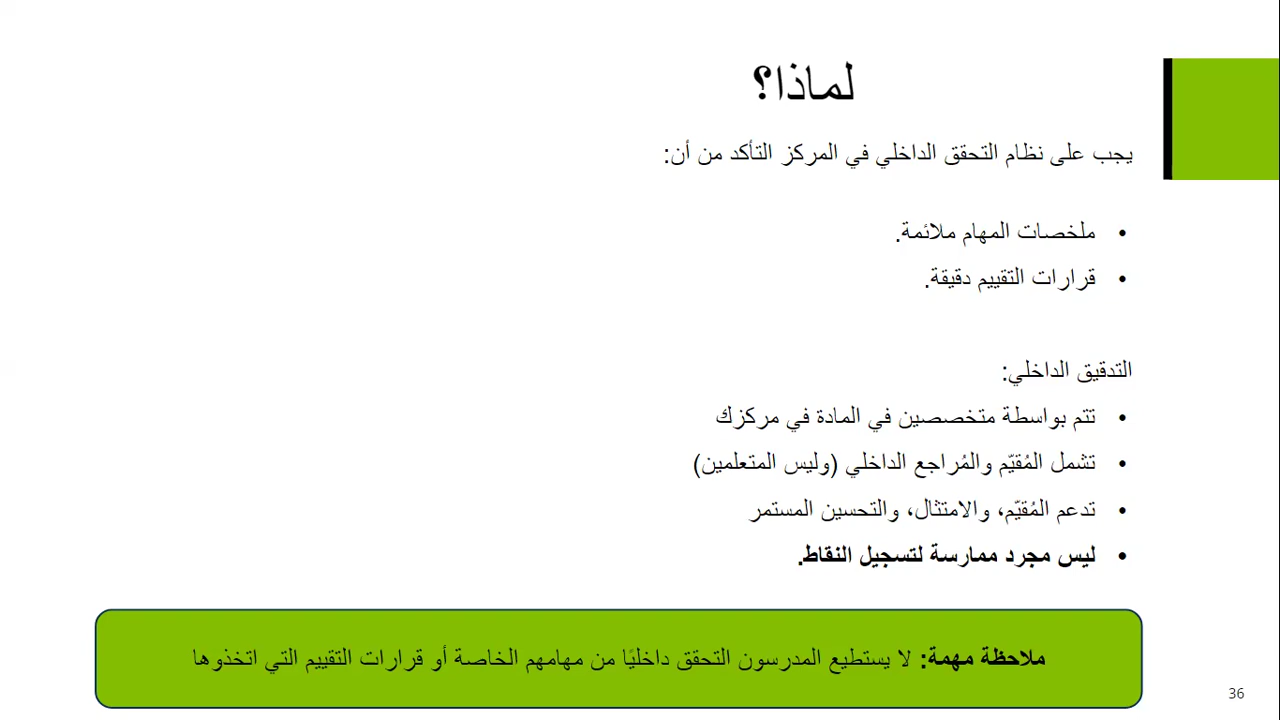 لماذا؟
يجب على نظام التحقق الداخلي في المركز التأكد من أن:
• ملخصات المهام ملائمة.
• قرارات التقييم دقيقة.
التدقيق الداخلي:
• تتم بواسطة متخصصين في المادة في مركزك
• تشمل المُقيّم والمُراجع الداخلي (وليس المتعلمين)
• تدعم المُقيّم، والامتثال، والتحسين المستمر
• ليس مجرد ممارسة لتسجيل النقاط.
ملاحظة مهمة: لا يستطيع المدرسون التحقق داخليًا من مهامهم الخاصة أو قرارات التقييم التي اتخذوها
36